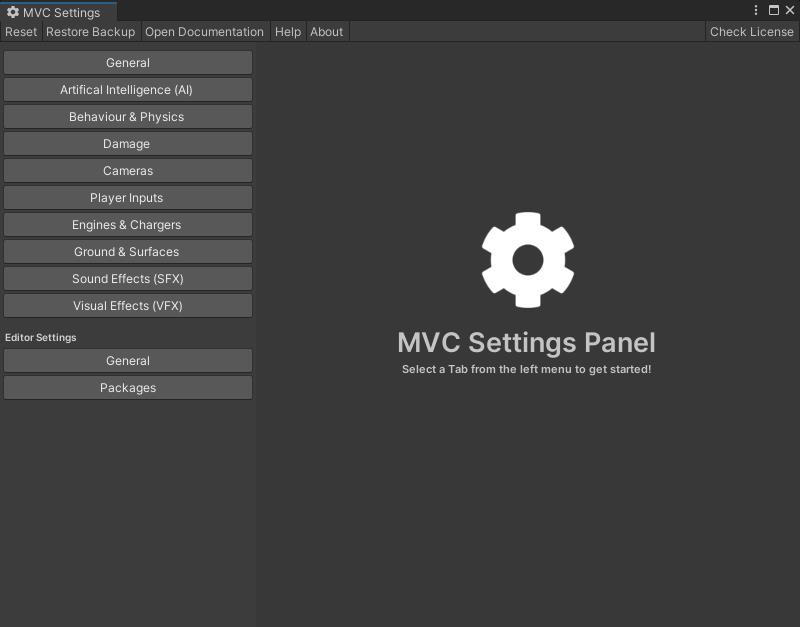 MVC Settings
Reset Restore Backup Open Documentation Help About Check License
General
Artifical Intelligence (AI)
Behaviour & Physics
Damage
Cameras
Player Inputs
Engines & Chargers
Ground & Surfaces
Sound Effects (SFX)
Visual Effects (VFX)
Editor Settings
General
Packages
MVC Settings Panel
Select a Tab from the left menu to get started!